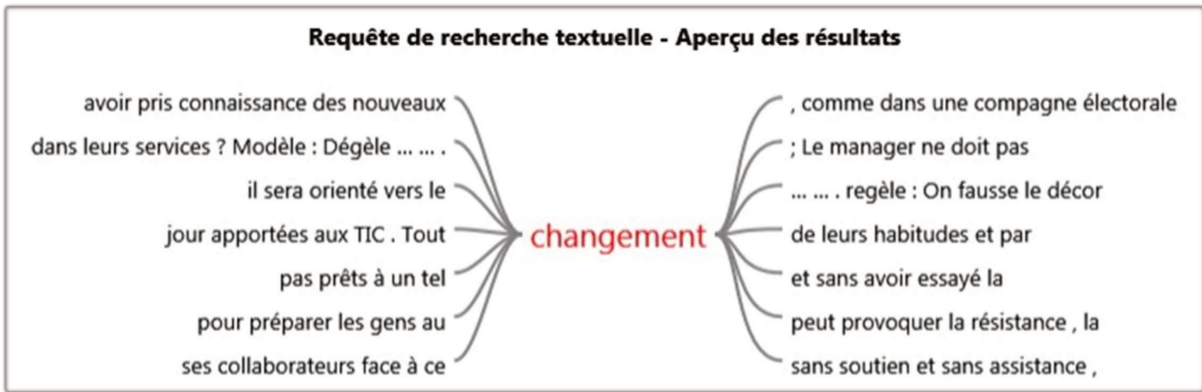 Requête de recherche textuelle - Aperçu des résultats
avoir pris connaissance des nouveaux
dans leurs services ? Modèle : Dégèle ... ... .
il sera orienté vers le
jour apportées aux TIC . Tout
pas prêts à un tel
pour préparer les gens au
ses collaborateurs face à ce
changement
, comme dans une compagne électorale
; Le manager ne doit pas
... ... . regèle : On fausse le décor
de leurs habitudes et par
et sans avoir essayé la
peut provoquer la résistance , la
sans soutien et sans assistance ,